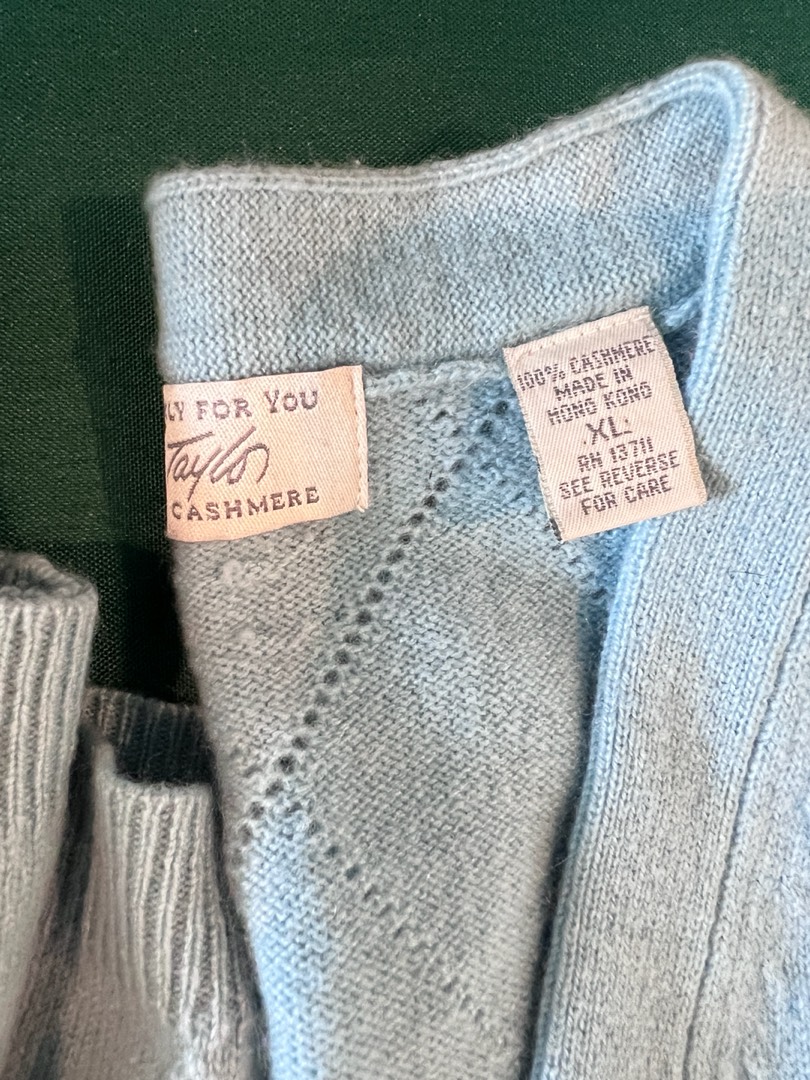 LY FOR YOU
Taylor
CASHMERE
100% CASHMERE
MADE IN
HONG KONG
XL
RN 13711
SEE REVERSE
FOR CARE